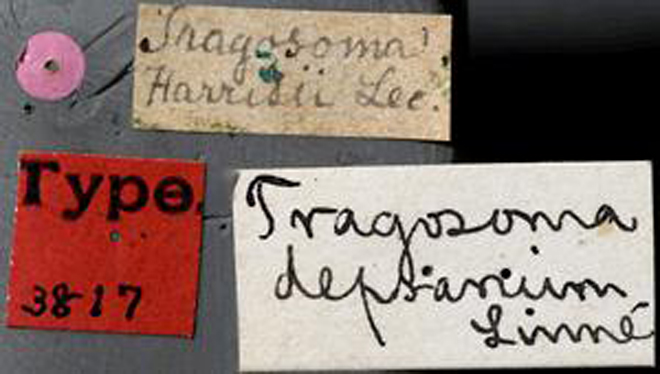 Tragosoma
Harrisii Lec.
Type
3817
Tragosoma
depsarium
Linné